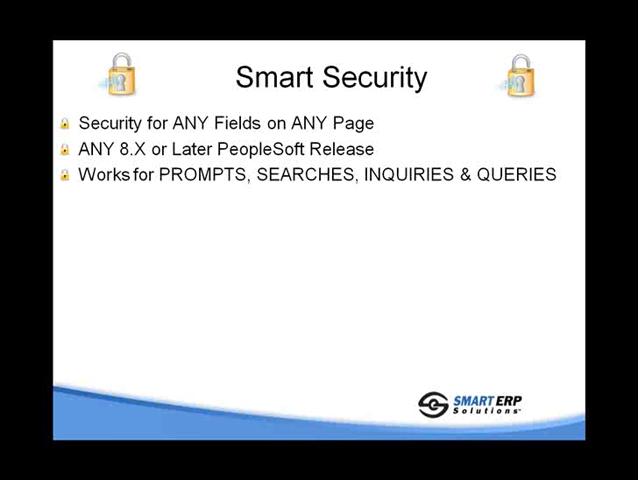 Smart Security
Security for ANY Fields on ANY Page
ANY 8.X or Later PeopleSoft Release
Works for PROMPTS, SEARCHES, INQUIRIES & QUERIES
SMART ERP
Solutions™